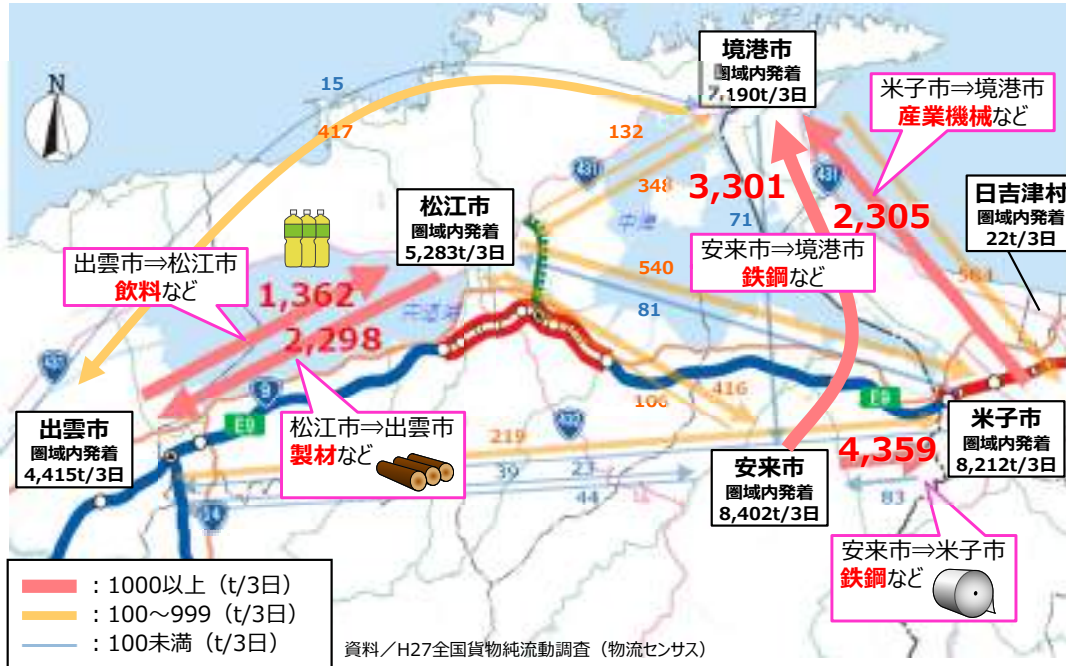 境港市
圏域内発着
7,190t/3日
米子市⇒境港市
産業機械など
15
417
132
431
348
3,301
431
2,305
71
日吉津村
圏域内発着
22t/3日
松江市
圏域内発着
5,283t/3日
中海
安来市⇒境港市
鉄鋼など
出雲市⇒松江市
飲料など
540
584
81
1,362
2,298
431
9
E9
416
106
E9
出雲市
圏域内発着
4,415t/3日
松江市⇒出雲市
製材など
219
432
39
23
44
安来市
圏域内発着
8,402t/3日
4,359
米子市
圏域内発着
8,212t/3日
83
安来市⇒米子市
鉄鋼など
N
：1000以上（t/3日）
：100～999（t/3日）
：100未満（t/3日）
資料／H27全国貨物純流動調査（物流センサス）